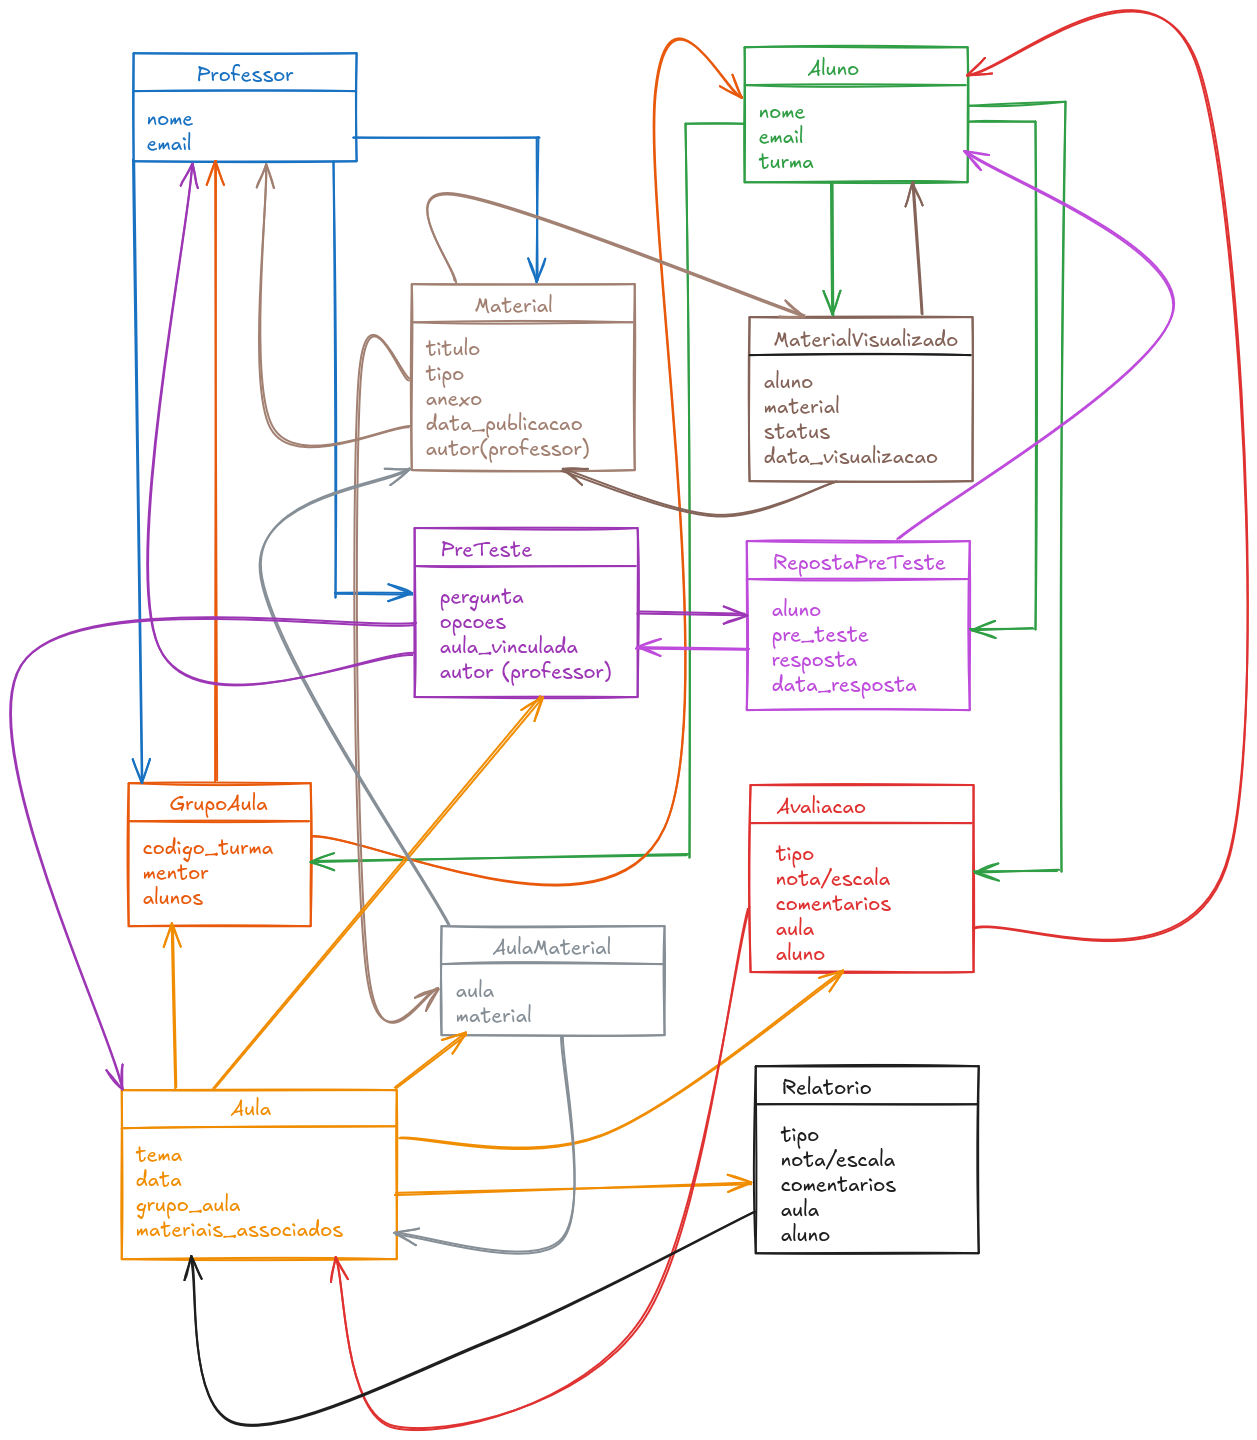 Professor
nome
email
Aluno
nome
email
turma
Material
titulo
tipo
anexo
data_publicacao
autor(professor)
MaterialVisualizado
aluno
material
status
data_visualizacao
PreTeste
pergunta
opcoes
aula_vinculada
autor (professor)
RepostaPreTeste
aluno
pre_teste
resposta
data_resposta
GrupoAula
codigo_turma
mentor
alunos
Avaliacao
tipo
nota/escala
comentarios
aula
aluno
AulaMaterial
aula
material
Aula
tema
data
grupo_aula
materiais_associados
Relatorio
tipo
nota/escala
comentarios
aula
aluno